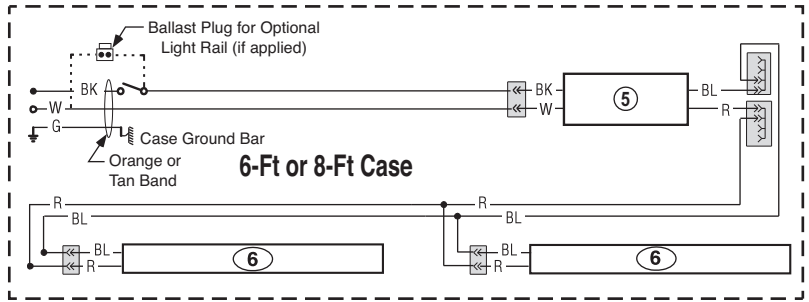 Ballast Plug for Optional
Light Rail (if applied)
BK
BK
BL
5
W
W
R
G
Case Ground Bar
Orange or
Tan Band
6-Ft or 8-Ft Case
R
R
BL
BL
BL
6
R
BL
6
R